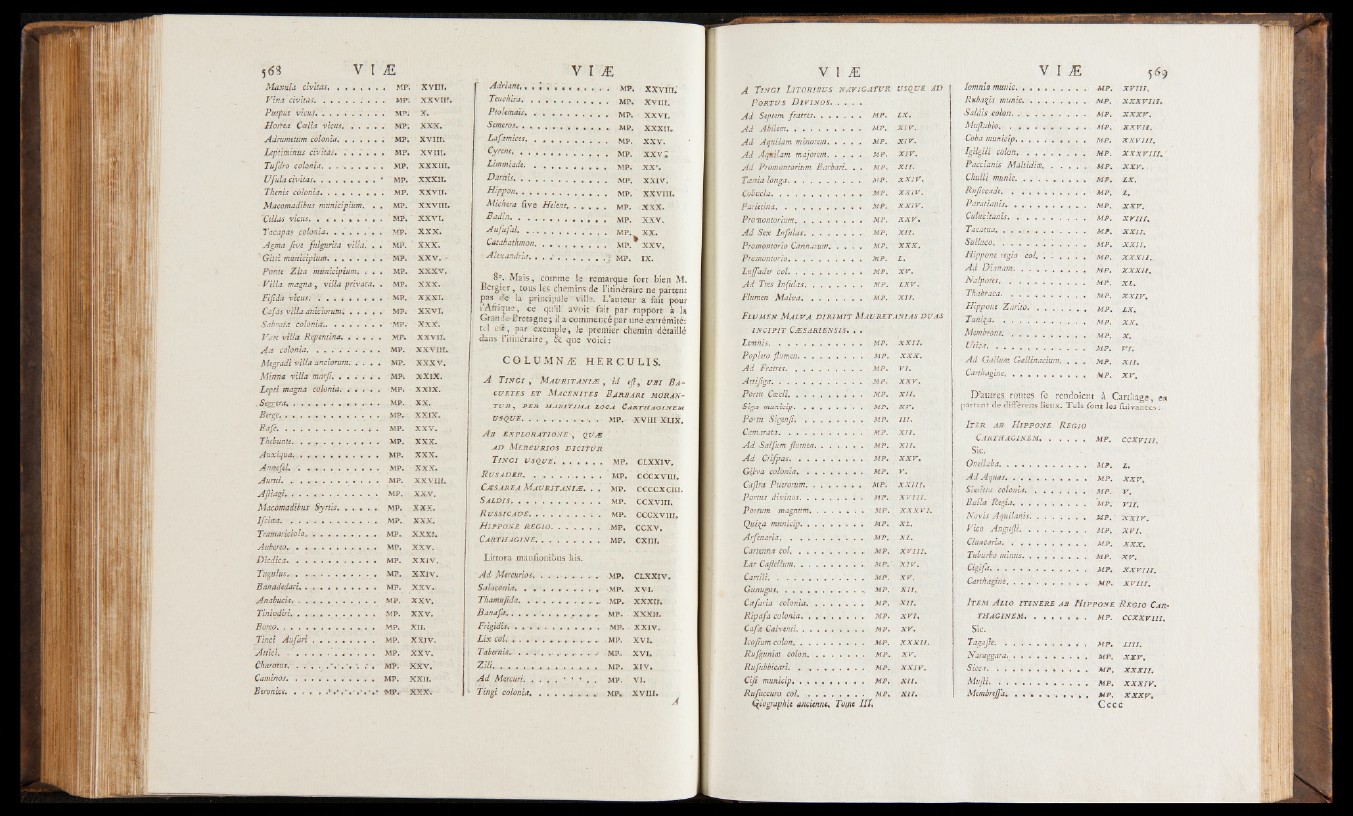 568 V I Æ
Maxula civitas. MP. XVIII.
Vina civitas. MP. XXVIII.
Putput vicus. MP. X.
Horrea Cœlia vicus. MP. XXX.
Adrumetum colonia. MP. XVIII.
Leptiminus civitas. MP. XVIII.
Tusdro colonia. MP. XXXIII.
Usula civitas. MP. XXXII.
Thenis colonia. MP. XXVII.
Macomadibus municipium. MP. XXVIII.
Cillas vicus. MP. XXVI.
Tacapas colonia. MP. XXX.
Agma sive fulgurita villa. MP. XXX.
Giti municipium. MP. XXV.
Ponte Zita municipium. MP. XXXV.
Villa magna, villa privata. MP. XXX.
Fisida vicus. MP. XXXI.
Casas villa aniciorum. MP. XXVI.
Sabrata colonia. MP. XXX.
Vax villa Repentina. MP. XXVII.
Aea colonia. MP. XXVIII.
Megradi villa aniciorum. MP. XXXV.
Minna villa marsi. MP. XXIX.
Lepti magna colonia. MP. XXIX.
Seggera. MP. XX.
Berge. MP. XXIX.
Base. MP. XXV.
Thebunte. MP. XXX.
Auxiqua. MP. XXX.
Annesel. MP. XXX.
Auxui. MP. XXVIII.
Astiagi. MP. XXV.
Macomadibus Syrtis. MP. XXX.
Iscina. MP. XXX.
Tramariciola. MP. XXXI.
Aubereo. MP. XXV.
Diedica. MP. XXIV.
Tugulus. MP. XXIV.
Banadedari. MP. XXV.
Anabucis. MP. XXV.
Tiniodiri. MP. XXV.
Boreo. MP. XII.
Tinci Ausari MP. XXIV.
Attici. MP. XXV.
Charotus. MP. XXV.
Caminos. MP. XXII.
Beronice. MP. XXX.
V I Æ
Adriane. MP. XXVIII.
Teuchira. MP. XVIII.
Ptolemais. MP. XXVI.
Semeros. MP. XXXII.
Lasamices. MP. XXV.
Cyrene. MP. XXV.
Limniade. MP. XX.
Darnis. MP. XXIV.
Hippon. MP. XXVIII.
Michera sive Helene. MP. XXX.
Badin. MP. XXV.
Aufufal. MP. XX.
Catabathmon. MP. XXV.
Alexandria. MP. IX.
8°. Mais, comme le remarque fort bien M.
Bergier, tous les chemins de l'itinéraire ne partent
pas de la principale ville. L'auteur a fait pour
l'Afrique, ce qu'il avoit fait par rapport à la
Grande-Bretagne; il a commencé par une extrémité:
tel est, par exemple, le premier chemin détaillé
dans l'itinéraire, & que voici:
COLUMNÆ HERCULIS.
A TINGI, MAURITANIÆ, id est, UBI BA-
CUETES ET MACENITES BARBARI MORAN-
TUR, PER MARITIMA LOCA CARTHAGINEM
USQUE. MP. XVIII XLIX.
AB EXPLORATIONE, QUÆ
AD MERCURIOS DICITUR
TINGI USQUE. MP. CLXXIV.
RUSADER. MP. CCCXVIII.
CÆSAREA MAURITANIÆ. MP. CCCCXCIII.
SALDIS. MP. CCXVIII.
RUSSICADE. MP. CCCXVIII.
HIPPONE REGIO. MP. CCXV.
CARTHAGINE. MP. CXIII.
Littora mansionibus his.
Ad Mercurios. MP. CLXXIV.
Salaconia. MP. XVI.
Thamusida. MP. XXXII.
Banasa. MP. XXXII.
Frigidis. MP. XXIV.
Lix col. MP. XVI.
Tabernia. MP. XVI.
Zili. MP. XIV.
Ad Mercuri. MP. VI.
Tingi colonia. MP. XVIII.
A
V I Æ
A TINGI LITORIBUS NAVIGATUR USQUE AD
PORTUS DIVINOS.
Ad Septem fratres. MP. LX.
Ad Abilem. MP. XIV.
Ad Aquilam minorem. MP. XIV.
Ad Aquilam majorem. MP. XIV.
Ad Promontorium Barbari. MP. XII.
Tænia longa. MP. XXIV.
Cobucla. MP. XXIV.
Parietina. MP. XXIV.
Promontorium. MP. XXV.
Ad Sex Insulas. MP. XII.
Promontorio Cannarum. MP. XXX.
Promontorio. MP. L.
Russader col. MP. XV.
Ad Tres Insulas. MP. LXV.
Flumen Malva. MP. XII.
FLUMEN MALVA DIRIMIT MAURETANIAS DUAS
INCIPIT CÆSARIENSIS.
Lemnis. MP. XXII.
Popleto flumen. MP. XXX.
Ad Fratres. MP. VI.
Artisiga. MP. XXV.
Portu Cæcili. MP. XII.
Siga municip. MP. XV.
Portu Sigensi. MP. III.
Camarata. MP. XII.
Ad Salsum flumen. MP. XII.
Ad Crispas. MP. XXV.
Gilva colonia. MP. V.
Castra Puerorum. MP. XXIII.
Portus divinos. MP. XVIII.
Portum magnum. MP. XXXVI.
Quiza municip. MP. XL.
Arsenaria. MP. XL.
Cartenna col. MP. XVIII.
Lar Castellum. MP. XIV.
Cartili. MP. XV.
Gunugus. MP. XII.
Cæsaria colonia. MP. XII.
Tipasa colonia. MP. XVI.
Casæ Calventi. MP. XV.
Icosium colon. MP. XXXII.
Rusguniæ colon. MP. XV.
Rusubbicari. MP. XXIV.
Cisi municip. MP. XII.
Rusuccuro col. MP. XII.
Géographie ancienne. Tome III.
V I Æ 569
Iomnio munic. MP. XVIII.
Rusazis munic. MP. XXXVIII.
Saldis colon. MP. XXXV.
Muslubio. MP. XXVII.
Coba municip. MP. XXVIII.
Igilgili colon. MP. XXXVIII.
Paccianis Matidiæ. MP. XXV.
Chulli munic. MP. LX.
Rusiccade. MP. L.
Paratianis. MP. XXV.
Culucitanis. MP. XVIII.
Tacatua. MP. XXII.
Sulluco. MP. XXII.
Hippone regio col. MP. XXXII.
Ad Dianam. MP. XXXII.
Nalpotes. MP. XL.
Thabraca. MP. XXIV.
Hippone Zarito. MP. LX.
Tuniza. MP. XX.
Membrone. MP. X.
Utica. MP. VI.
Ad Gallum Gallinacium. MP. XII.
Carthagine. MP. XV.
D'autres routes se rendoient à Carthage, en
partant de différens lieux. Tels sont les suivantes:
ITER AB HIPPONE REGIO
CARTHAGINEM. MP. CCXVIII.
Sic.
Onellaba. MP. L.
Ad Aquas. MP. XXV.
Simittu colonia. MP. V.
Bulla Regia. MP. VII.
Novis Aquilianis. MP. XXIV.
Vico Augusti. MP. XVI.
Cluacaria. MP. XXX.
Tuburbo minus. MP. XV.
Cigisa. MP. XXVIII.
Carthagine. MP. XVIII.
ITEM ALIO ITINERE AB HIPPONE REGIO CAR-
THAGINEM. MP. CCXXVIII.
Sic.
Tagaste. MP. LIII.
Naraggara. MP. XXV.
Sicca. MP. XXXII.
Musti. MP. XXXIV.
Membressa. MP. XXXV.
Cccc